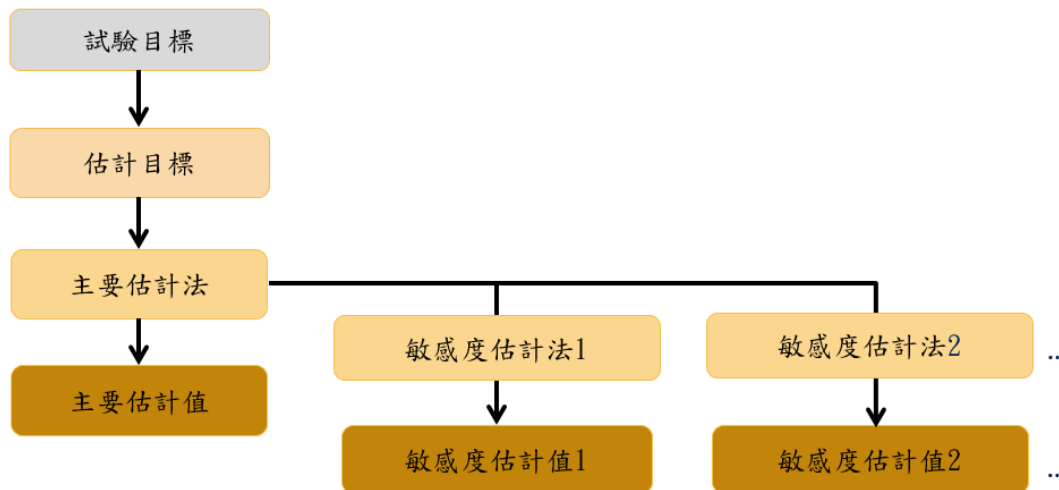 試驗目標
估計目標
主要估計法
敏感度估計法1
敏感度估計法2
..
主要估計值
敏感度估計值1
敏感度估計值2
..